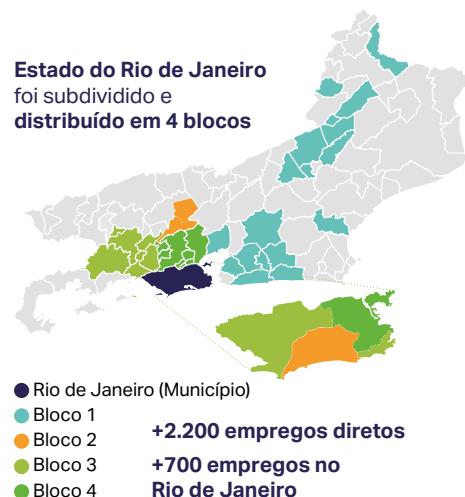 Estado do Rio de Janeiro
foi subdividido e
distribuído em 4 blocos
Rio de Janeiro (Município)
Bloco 1
Bloco 2
Bloco 3
Bloco 4
+2.200 empregos diretos
+700 empregos no
Rio de Janeiro